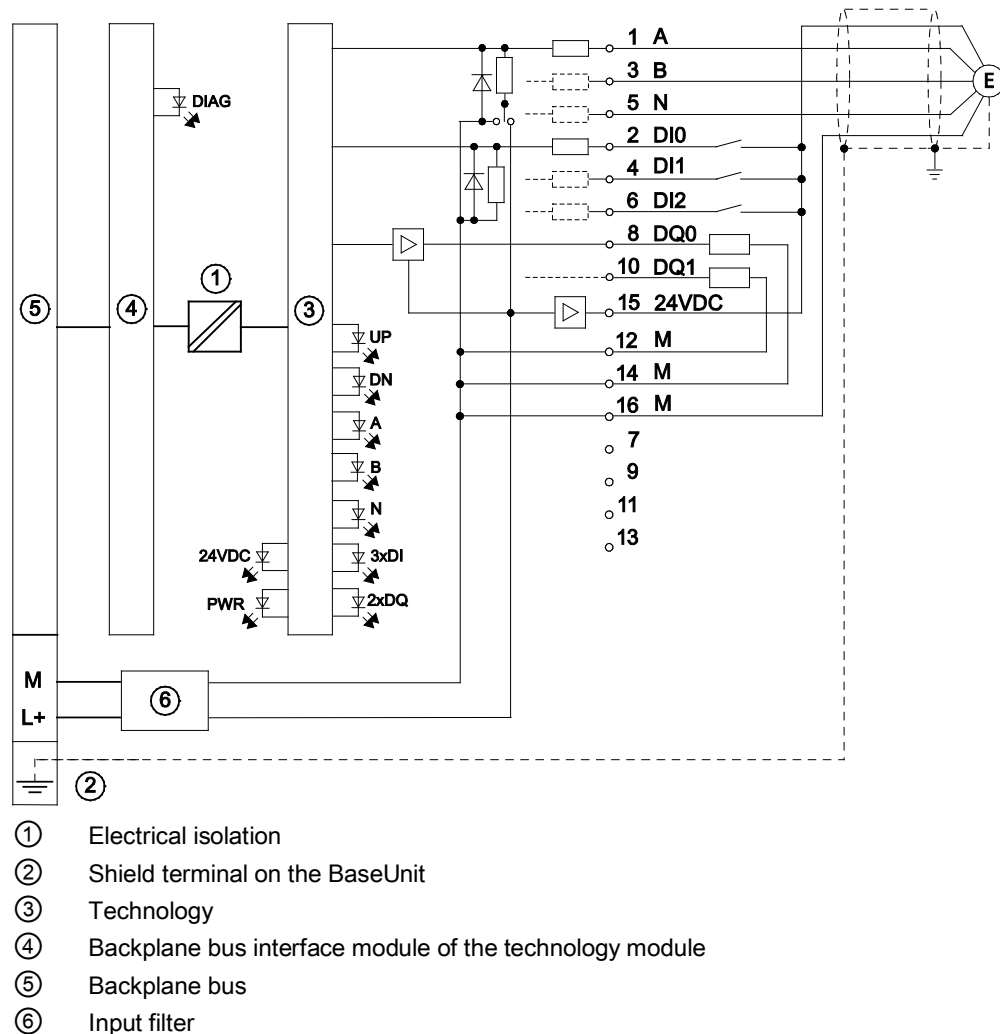 1 A
3 B
5 N
2 DI0
4 DI1
6 DI2
8 DQ0
10 DQ1
15 24VDC
12 M
14 M
16 M
7
9
11
13
E
DIAG
①
⑤
④
③
UP
DN
A
B
N
24VDC
3xDI
PWR
2xDQ
M
L+
⑥
②
① Electrical isolation
② Shield terminal on the BaseUnit
③ Technology
④ Backplane bus interface module of the technology module
⑤ Backplane bus
⑥ Input filter